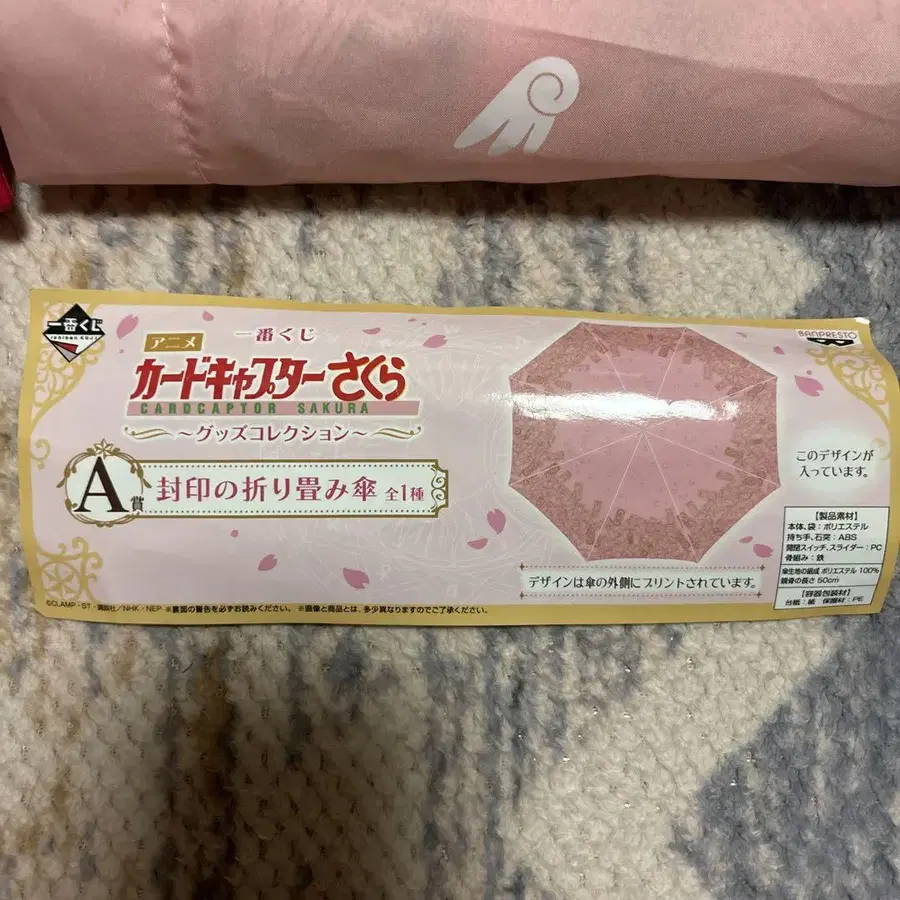 一番くじ
ichiban KUJI
一番くじ
アニメ
カードキャプターさくら
CARDCAPTOR SAKURA
～グッズコレクション～
A賞 封印の折り畳み傘 全1種
BANPRESTO
このデザインが
入っています。
デザインは傘の外側にプリントされています。
【製品素材】
本体、袋：ポリエステル
持ち手、石突：ABS
開閉スイッチ、スライダー：PC
骨組み：鉄
傘生地の組成 ポリエステル 100%
親骨の長さ 50cm
【容器包装材】
台紙：紙 保護材：PE
©CLAMP・ST・講談社／NHK・NEP ※裏面の警告を必ずお読みください。 ※画像と商品とは、多少異なりますのでご了承ください。